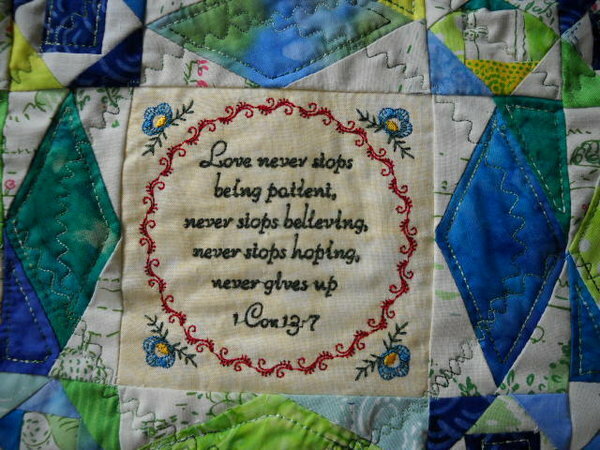 Love never stops
being patient,
never stops believing,
never stops hoping,
never gives up
1 Cor 13:7